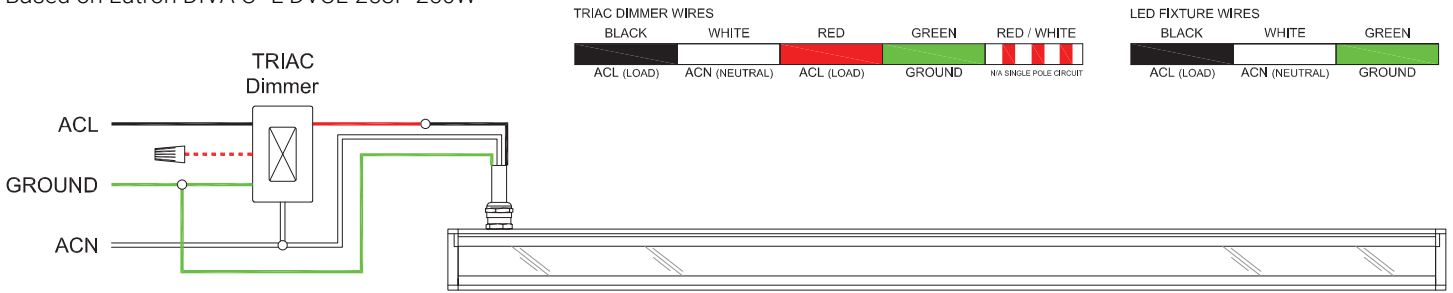 TRIAC DIMMER WIRES
BLACK WHITE RED GREEN RED / WHITE
ACL (LOAD) ACN (NEUTRAL) ACL (LOAD) GROUND N/A SINGLE POLE CIRCUIT
LED FIXTURE WIRES
BLACK WHITE GREEN
ACL (LOAD) ACN (NEUTRAL) GROUND
TRIAC
Dimmer
ACL
GROUND
ACN